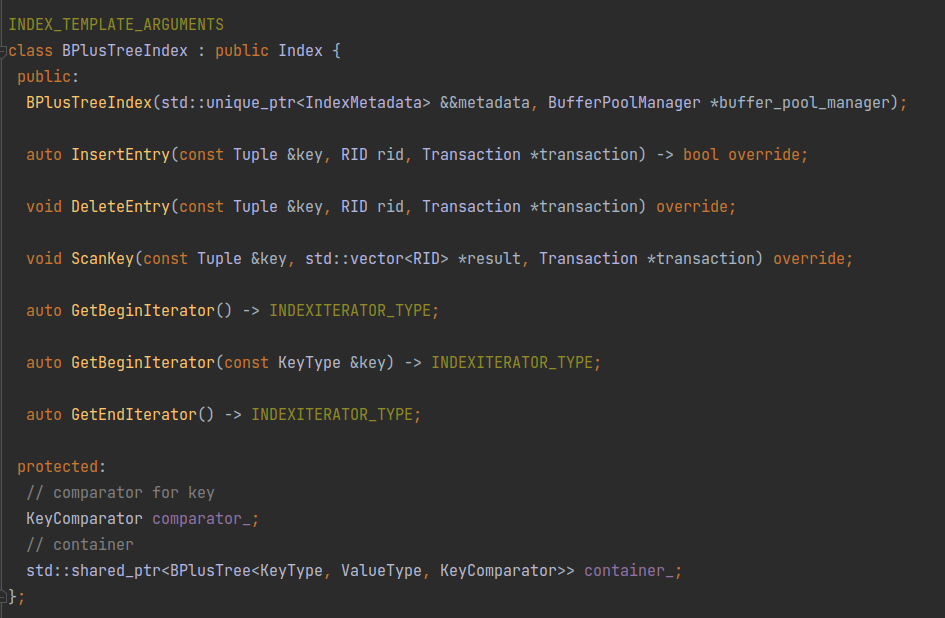 INDEX_TEMPLATE_ARGUMENTS
class BPlusTreeIndex : public Index {
 public:
  BPlusTreeIndex(std::unique_ptr<IndexMetadata> &&metadata, BufferPoolManager *buffer_pool_manager);
  auto InsertEntry(const Tuple &key, RID rid, Transaction *transaction) -> bool override;
  void DeleteEntry(const Tuple &key, RID rid, Transaction *transaction) override;
  void ScanKey(const Tuple &key, std::vector<RID> *result, Transaction *transaction) override;
  auto GetBeginIterator() -> INDEXITERATOR_TYPE;
  auto GetBeginIterator(const KeyType &key) -> INDEXITERATOR_TYPE;
  auto GetEndIterator() -> INDEXITERATOR_TYPE;
 protected:
  // comparator for key
  KeyComparator comparator_;
  // container
  std::shared_ptr<BPlusTree<KeyType, ValueType, KeyComparator>> container_;
};